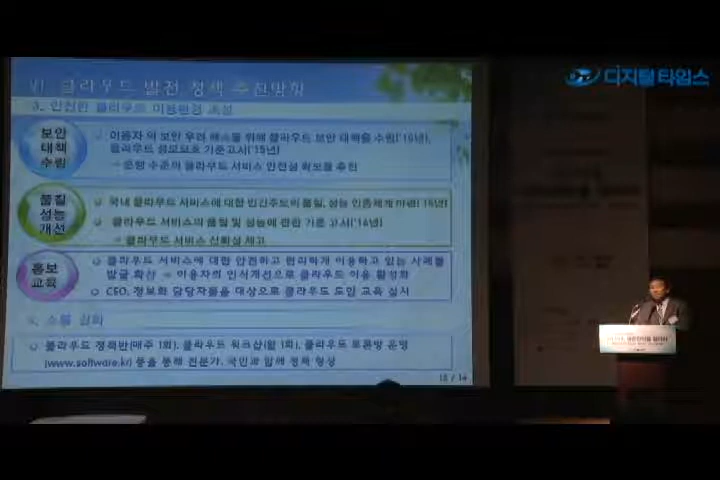 디지털타임스
VI. 클라우드 발전 정책 추진방향
3. 안전한 클라우드 이용환경 조성
보안
대책
수립
이용자의 보안 우려 해소를 위해 클라우드 보안 대책을 수립('15년),
클라우드 정보보호 기준고시('15년)
- 은행 수준의 클라우드 서비스 안전성 확보를 추진
품질
성능
개선
국내 클라우드 서비스에 대한 민간주도의 품질, 성능 인증체계 마련('15년)
클라우드 서비스의 품질 및 성능에 관한 기준 고시('16년)
클라우드 서비스 신뢰성 제고
홍보
교육
클라우드 서비스에 대한 안전하고 편리하게 이용하고 있는 사례를
발굴 확산 ⇒ 이용자의 인식개선으로 클라우드 이용 활성화
CEO, 정보화 담당자들을 대상으로 클라우드 도입 교육 실시
4. 소통 강화
클라우드 정책반(매주 1회), 클라우드 워크샵(월 1회), 클라우드 토론방 운영
(www.software.kr) 등을 통해 전문가, 국민과 함께 정책 형성
/ 14